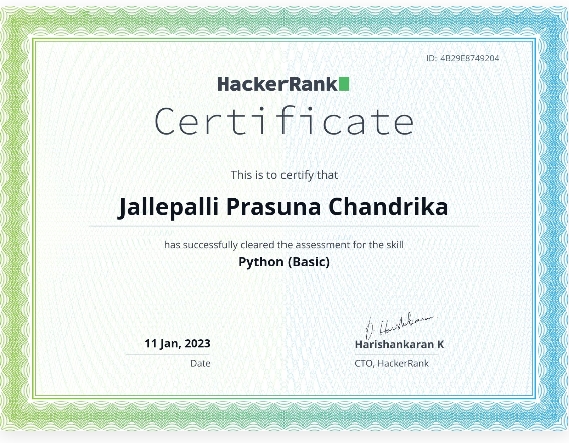 ID: 4B29E8749204
HackerRank
Certificate
This is to certify that
Jallepalli Prasuna Chandrika
has successfully cleared the assessment for the skill
Python (Basic)
11 Jan, 2023
Date
Harishankaran K
CTO, HackerRank